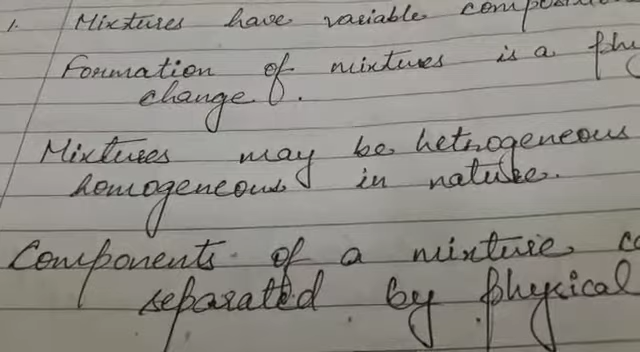 1. Mixtures have variable
Formation of mixtures is a
change.
Mixtures may be hetrogeneous
homogeneous in nature.
Components of a mixture
separated by physical